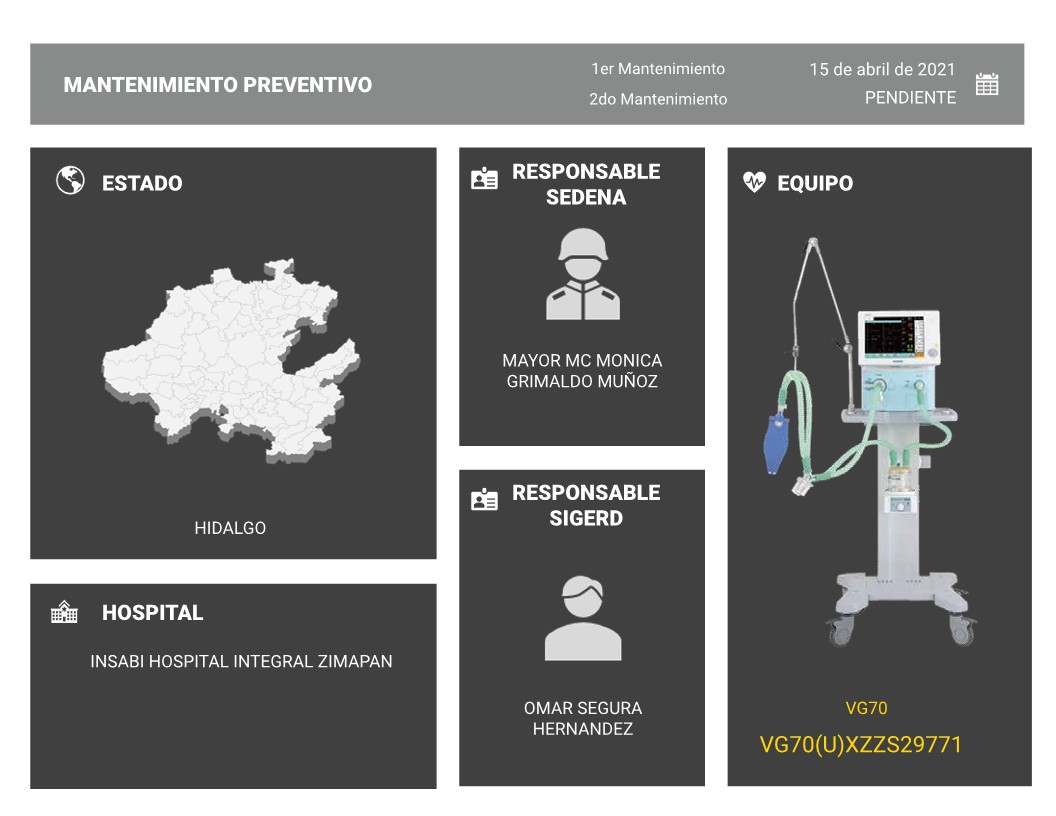 MANTENIMIENTO PREVENTIVO
1er Mantenimiento
15 de abril de 2021
2do Mantenimiento
PENDIENTE
ESTADO
HIDALGO
HOSPITAL
INSABI HOSPITAL INTEGRAL ZIMAPAN
RESPONSABLE
SEDENA
MAYOR MC MONICA
GRIMALDO MUÑOZ
RESPONSABLE
SIGERD
OMAR SEGURA
HERNANDEZ
EQUIPO
VG70
VG70(U)XZZS29771